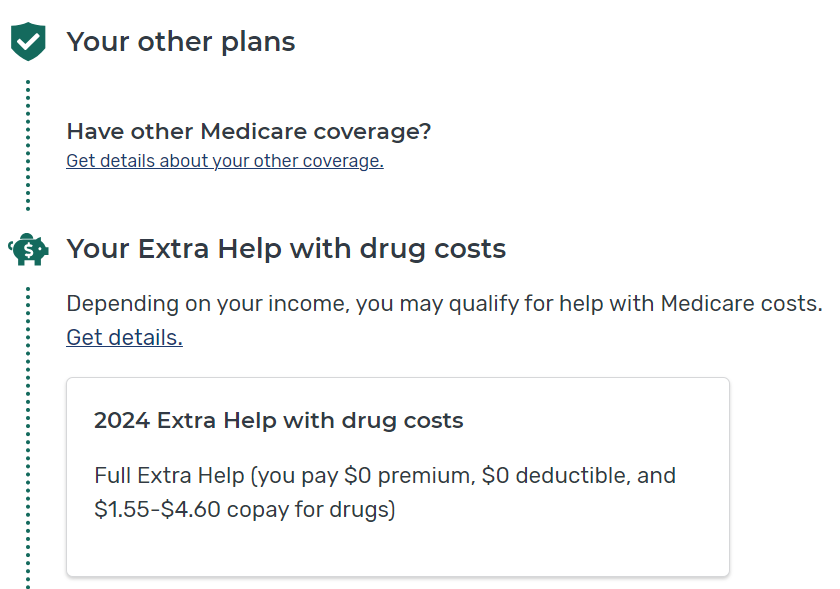 Your other plans
Have other Medicare coverage?
Get details about your other coverage.
$
Your Extra Help with drug costs
Depending on your income, you may qualify for help with Medicare costs.
Get details.
2024 Extra Help with drug costs
Full Extra Help (you pay $0 premium, $0 deductible, and
$1.55-$4.60 copay for drugs)